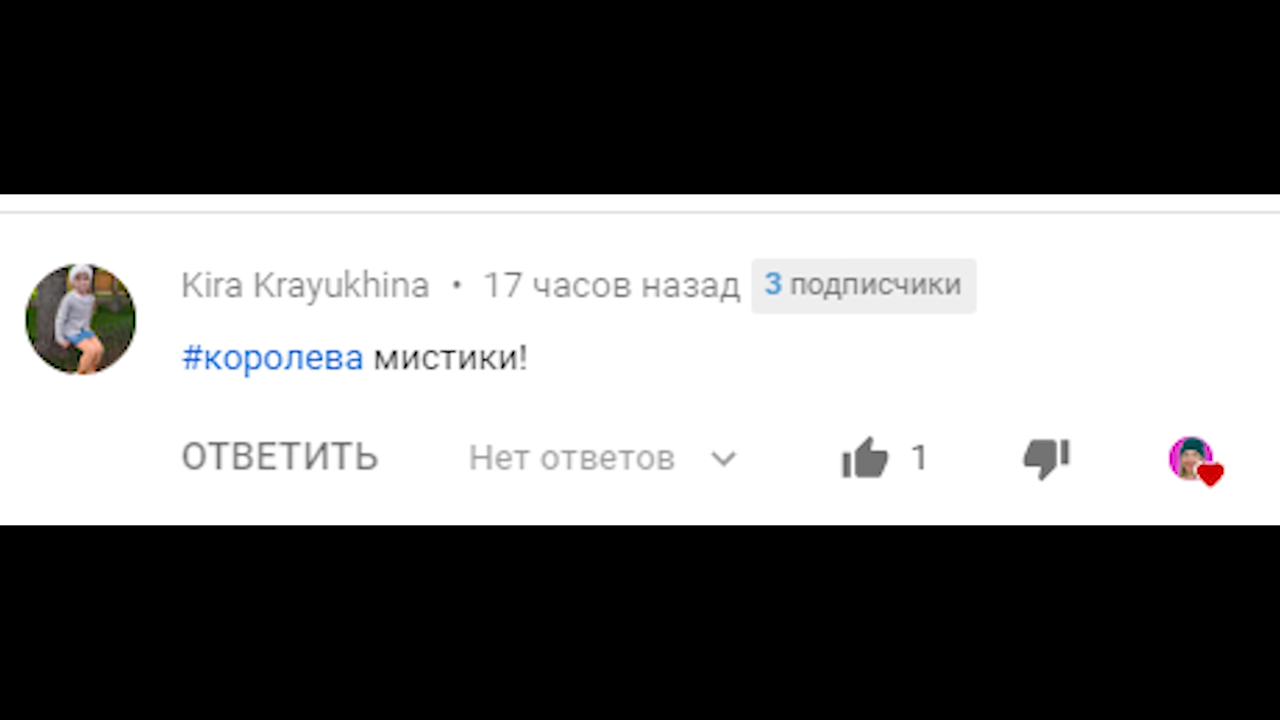 Kira Krayukhina • 17 часов назад 3 подписчики
#королева мистики!
ОТВЕТИТЬ Нет ответов 1